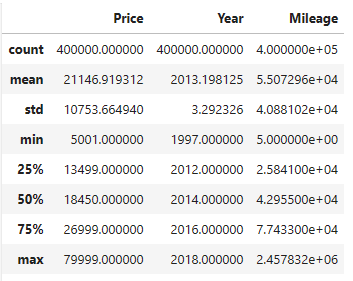 Price Year Mileage
count 400000.000000 400000.000000 4.000000e+05
mean 21146.919312 2013.198125 5.507296e+04
std 10753.664940 3.292326 4.088102e+04
min 5001.000000 1997.000000 5.000000e+00
25% 13499.000000 2012.000000 2.584100e+04
50% 18450.000000 2014.000000 4.295500e+04
75% 26999.000000 2016.000000 7.743300e+04
max 79999.000000 2018.000000 2.457832e+06